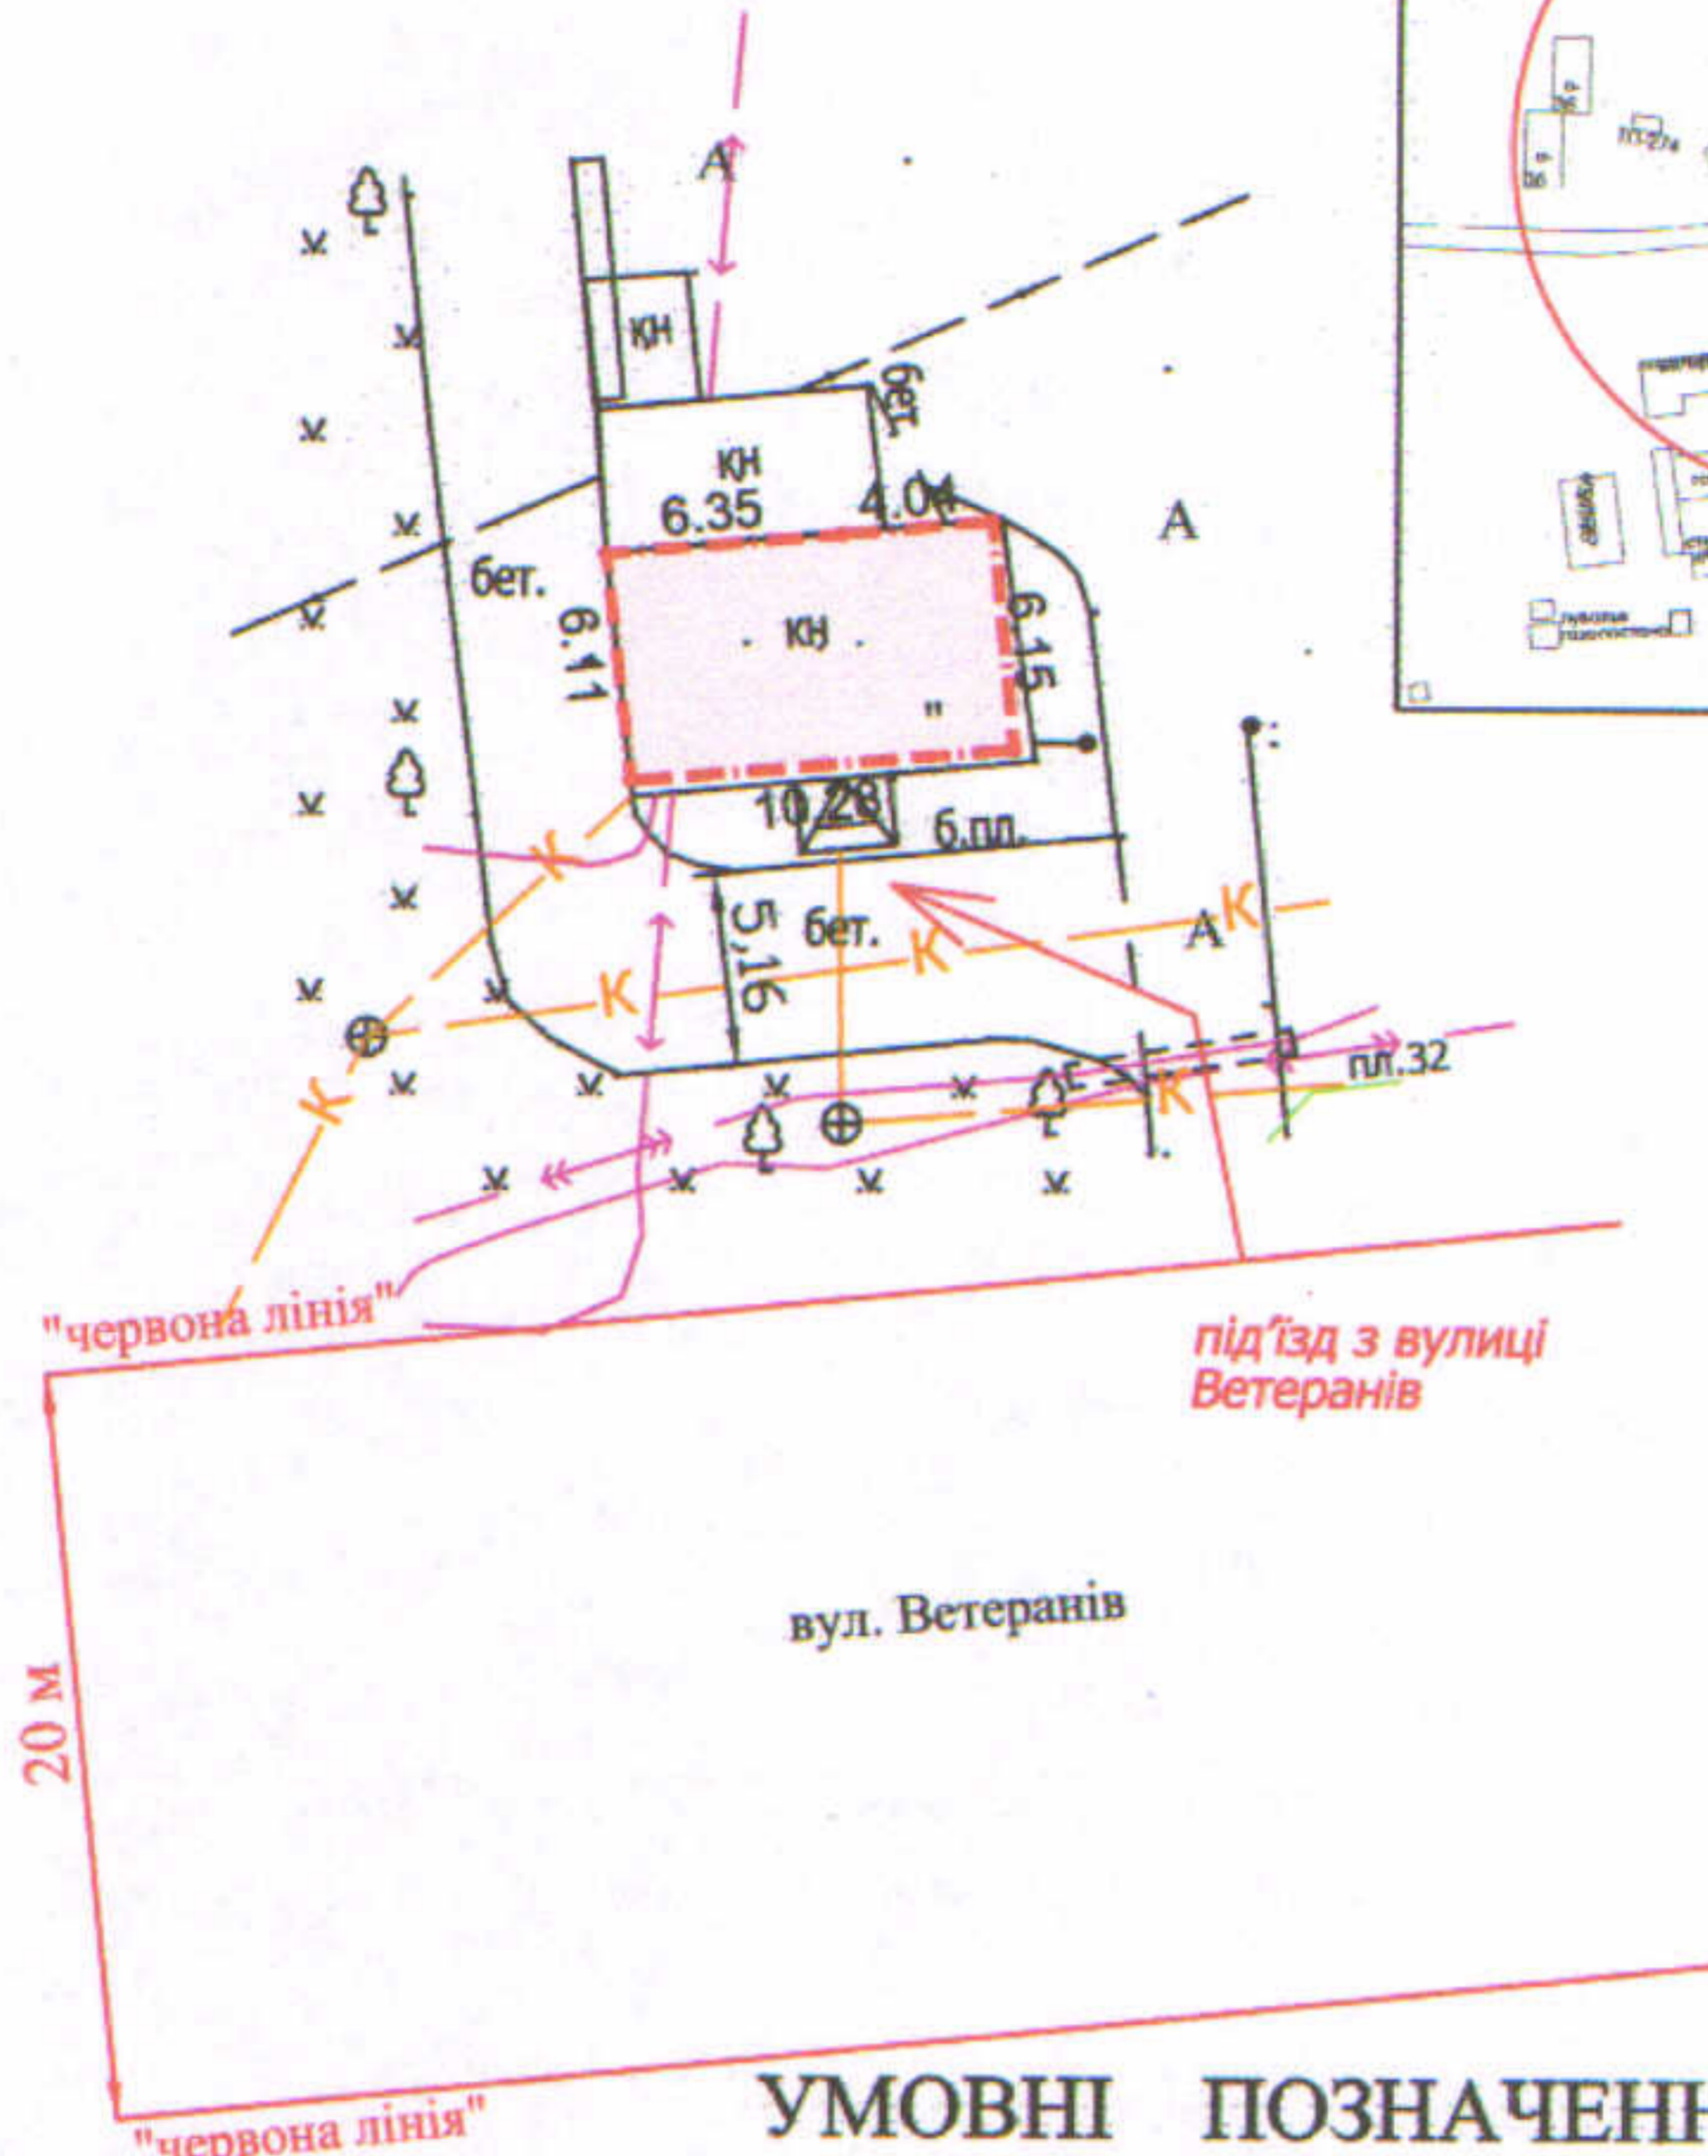 А
КН
бет.
КН
6.35
4.04
А
бет.
6.11
КН
"
6.15
10.28
б.пл.
К
5,16
бет.
К
К
К
А
К
К
пл.32
"червона лінія"
під'їзд з вулиці
Ветеранів
вул. Ветеранів
20 м
"червона лінія"
УМОВНІ ПОЗНАЧЕНН